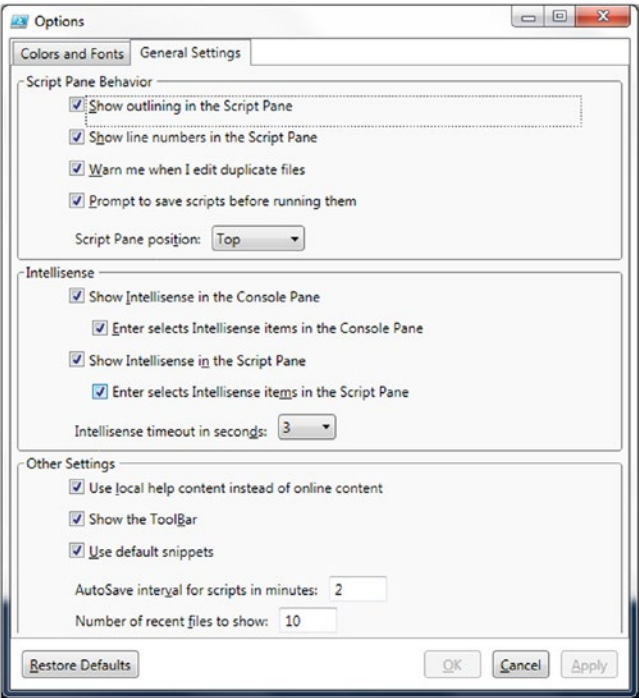 Options
Colors and Fonts General Settings
Script Pane Behavior
Show outlining in the Script Pane
Show line numbers in the Script Pane
Warn me when I edit duplicate files
Prompt to save scripts before running them
Script Pane position: Top
Intellisense
Show Intellisense in the Console Pane
Enter selects Intellisense items in the Console Pane
Show Intellisense in the Script Pane
Enter selects Intellisense items in the Script Pane
Intellisense timeout in seconds: 3
Other Settings
Use local help content instead of online content
Show the ToolBar
Use default snippets
AutoSave interval for scripts in minutes: 2
Number of recent files to show: 10
Restore Defaults OK Cancel Apply